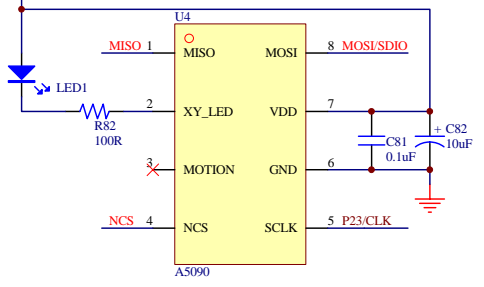 U4
MISO 1 MISO MOSI 8 MOSI/SDIO
LED1
2 XY_LED VDD 7
R82
100R
+ C82
10uF
C81
0.1uF
3 MOTION GND 6
NCS 4 NCS SCLK 5 P23/CLK
A5090